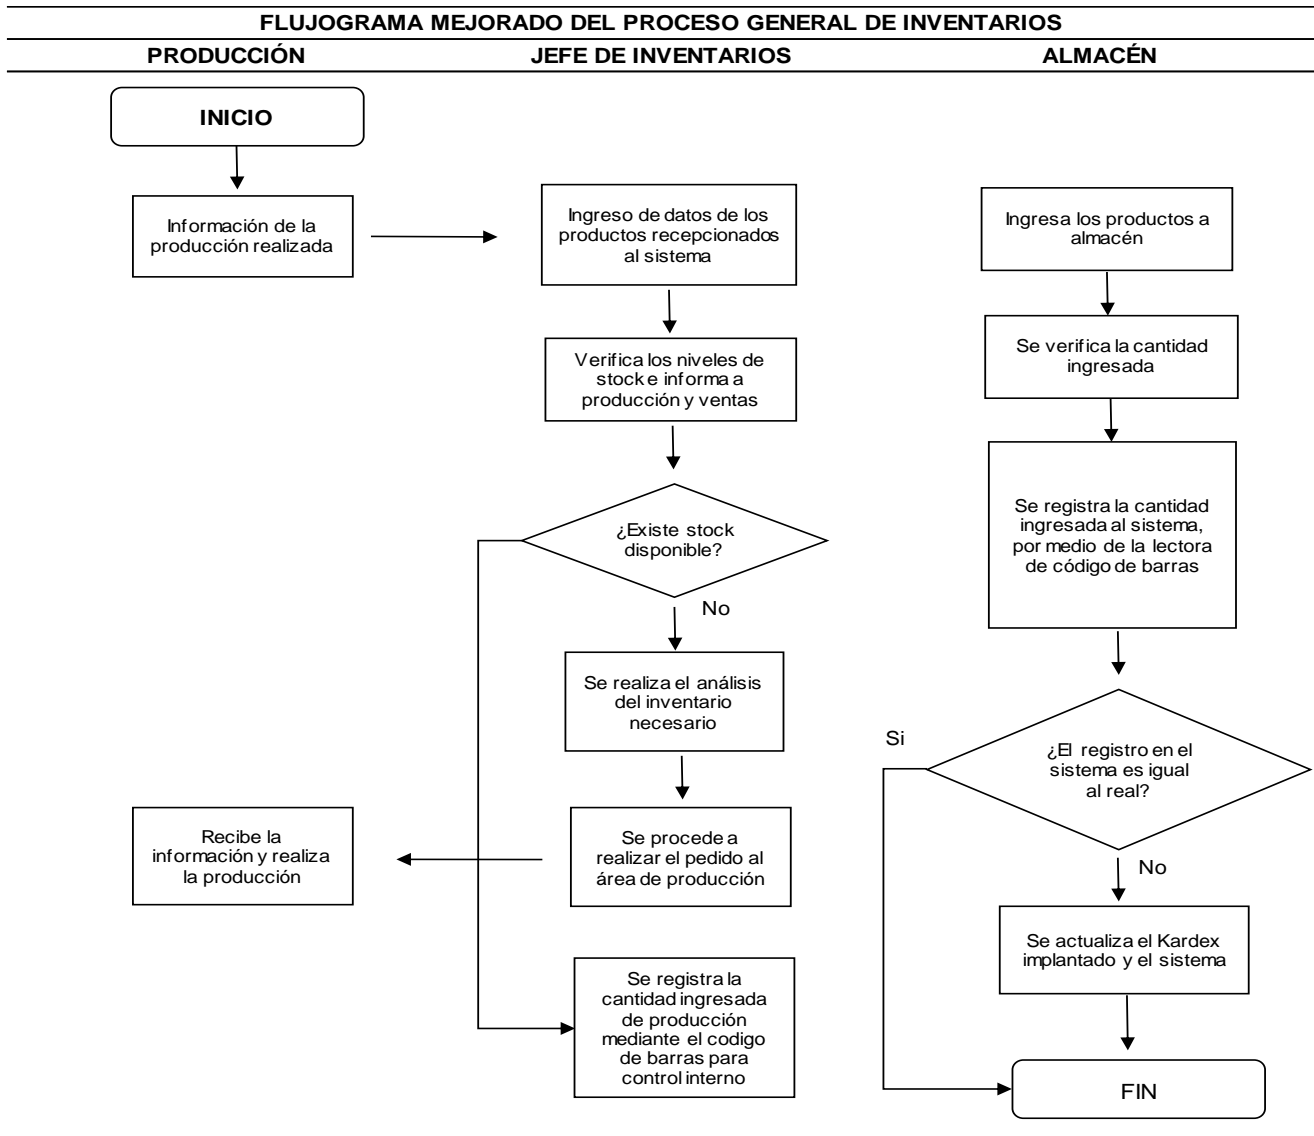 FLUJOGRAMA MEJORADO DEL PROCESO GENERAL DE INVENTARIOS
PRODUCCIÓN
JEFE DE INVENTARIOS
ALMACÉN
INICIO
Información de la
producción realizada
Ingreso de datos de los
productos recepcionados
al sistema
Ingresa los productos a
almacén
Verifica los niveles de
stock e informa a
producción y ventas
Se verifica la cantidad
ingresada
¿Existe stock
disponible?
No
Se registra la cantidad
ingresada al sistema,
por medio de la lectora
de código de barras
Se realiza el análisis
del inventario
necesario
Si
¿El registro en el
sistema es igual
al real?
No
Recibe la
información y realiza
la producción
Se procede a
realizar el pedido al
área de producción
Se actualiza el Kardex
implantado y el sistema
Se registra la
cantidad ingresada
de producción
mediante el codigo
de barras para
control interno
FIN